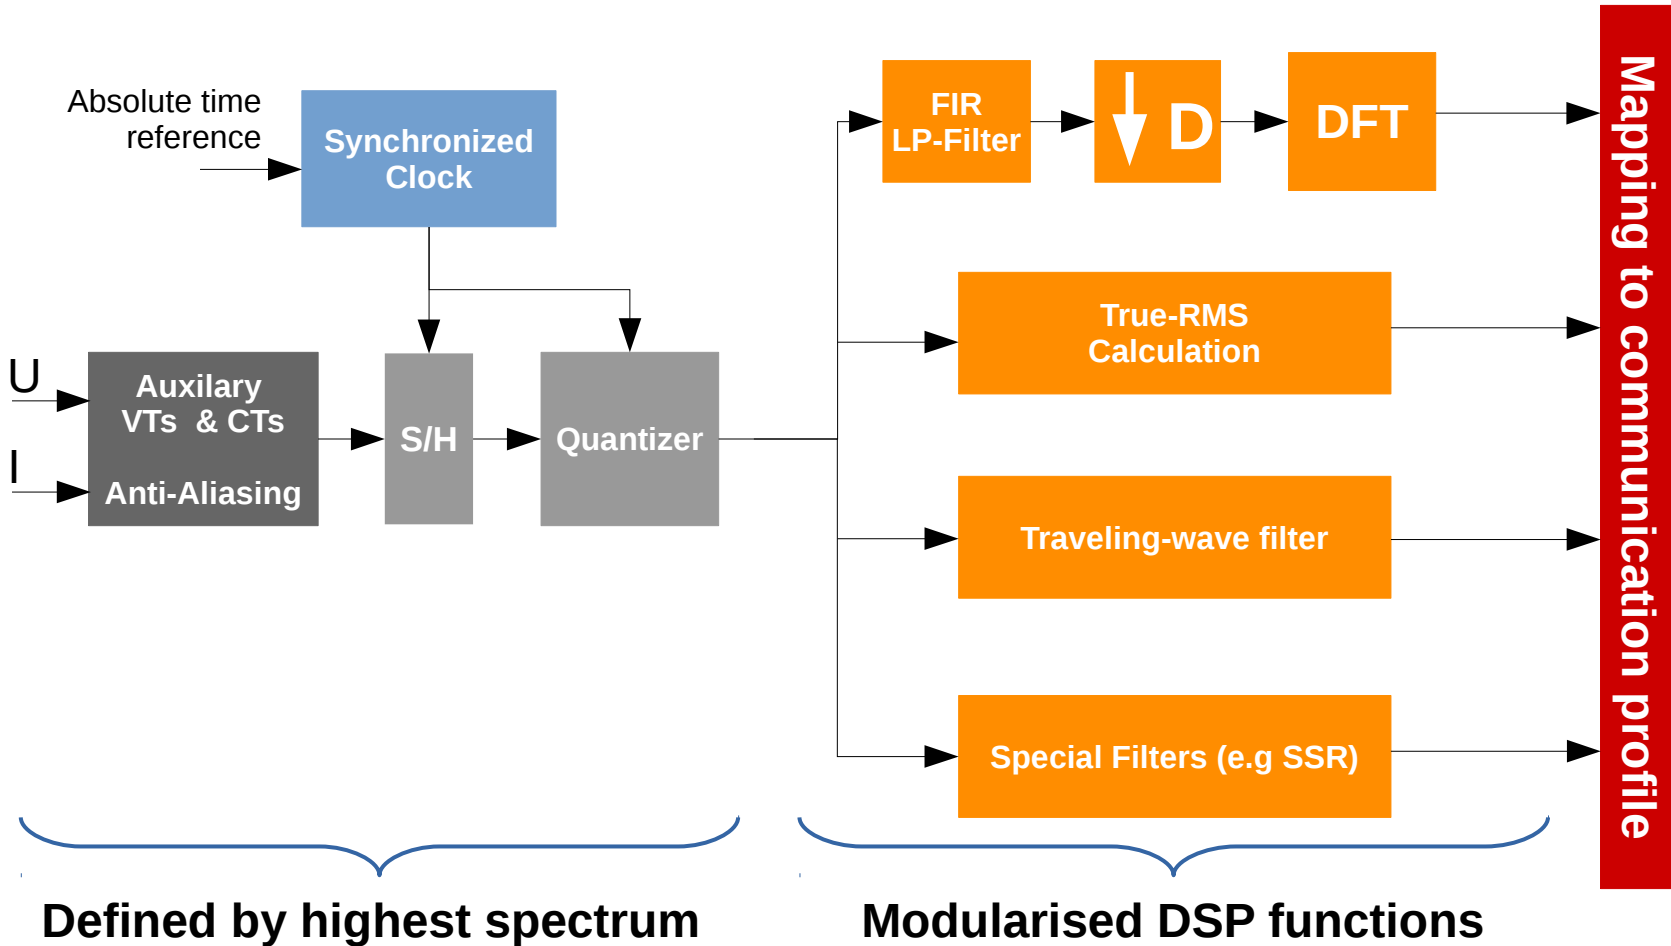 Absolute time
reference
Synchronized
Clock
U
I
Auxilary
VTs & CTs
Anti-Aliasing
S/H
Quantizer
FIR
LP-Filter
D
DFT
True-RMS
Calculation
Traveling-wave filter
Special Filters (e.g SSR)
Mapping to communication profile
Defined by highest spectrum
Modularised DSP functions